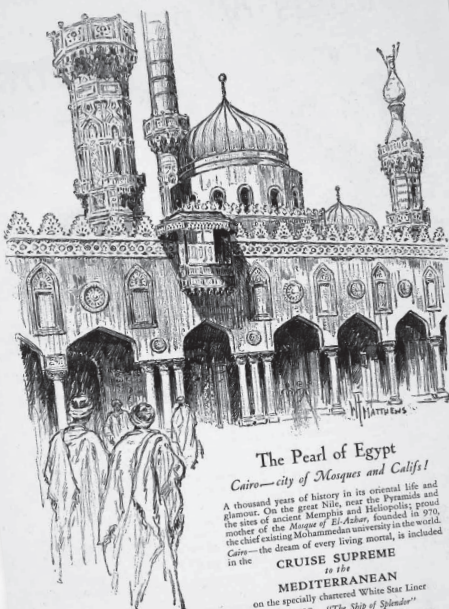 W MATTHEWS
The Pearl of Egypt
Cairo—city of Mosques and Califs!
A thousand years of history in its oriental life and
glamour. On the great Nile, near the Pyramids and
the sites of ancient Memphis and Heliopolis; proud
mother of the Mosque of El-Azhar, founded in 970,
the chief existing Mohammedan university in the world.
Cairo—the dream of every living mortal, is included
in the CRUISE SUPREME
to the
MEDITERRANEAN
on the specially chartered White Star Liner
"The Ship of Splendor"